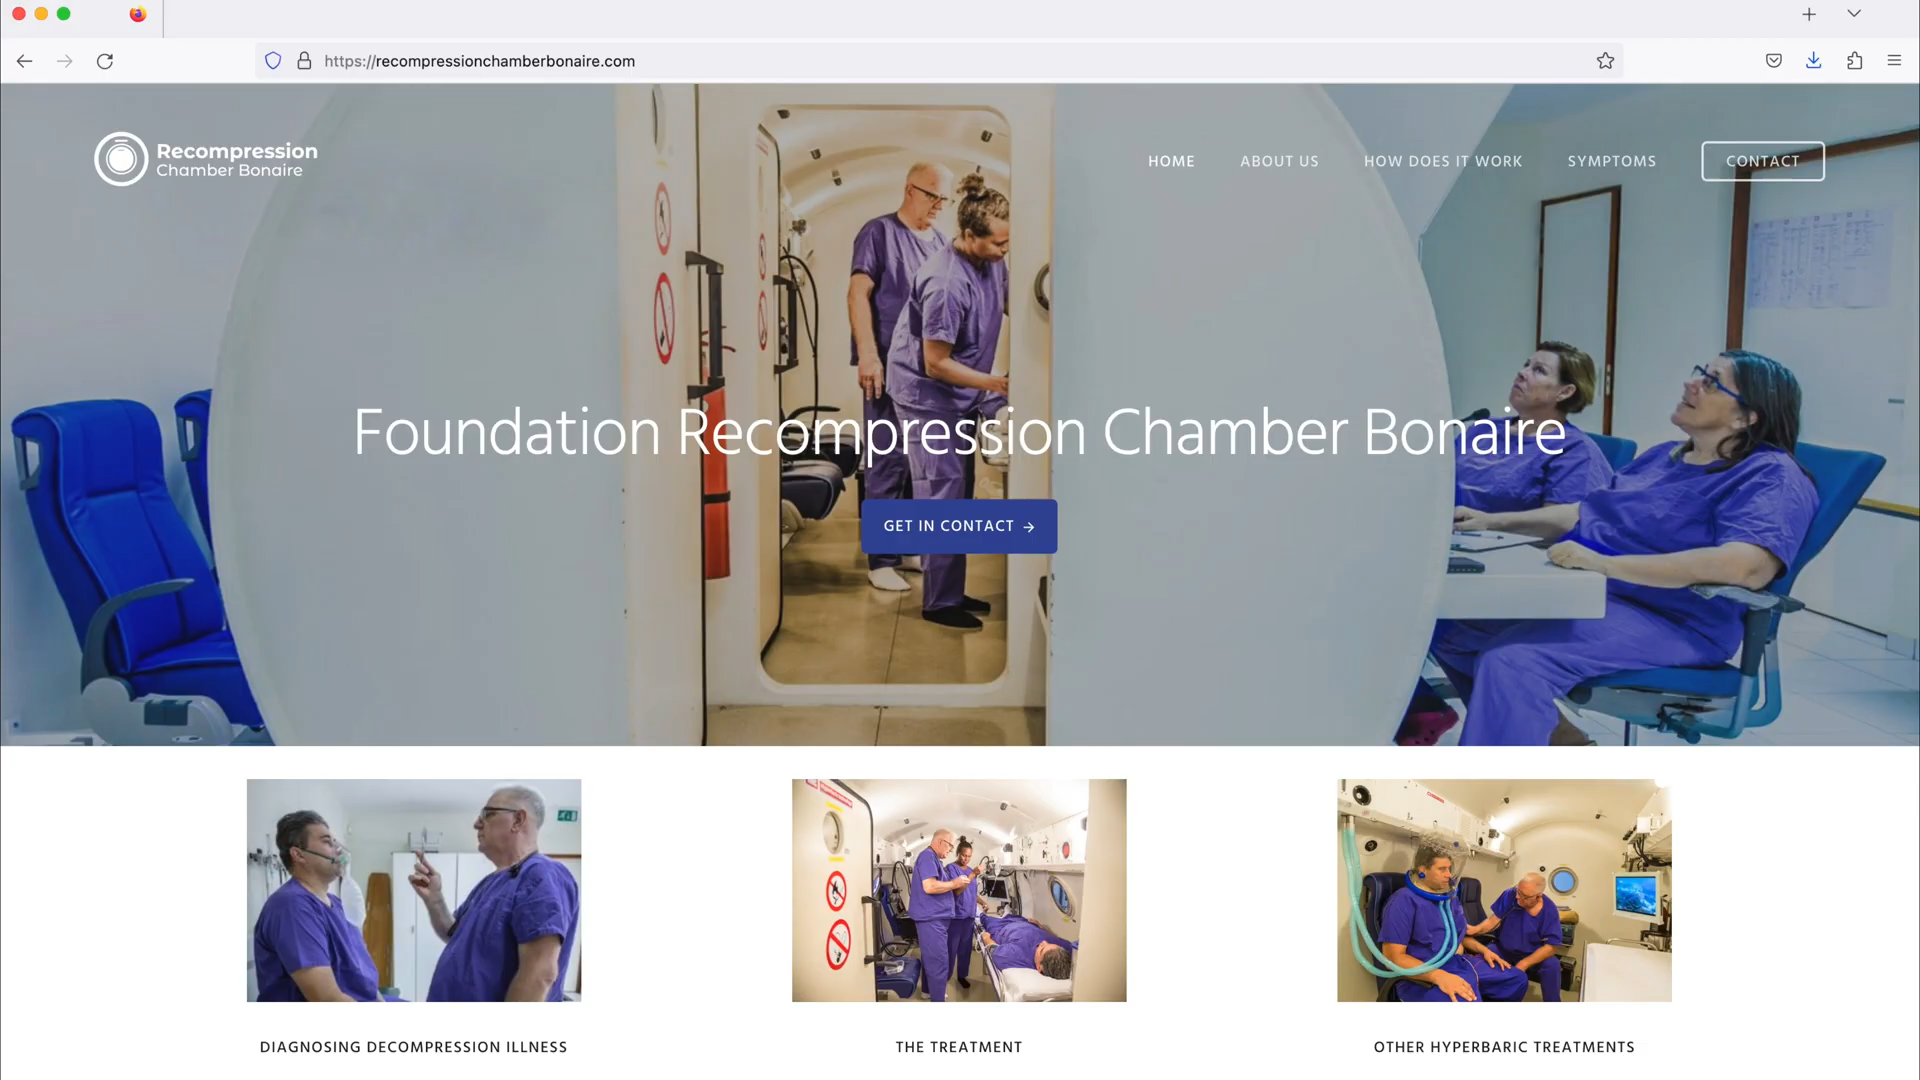 https://recompressionchamberbonaire.com
Recompression
Chamber Bonaire
HOME
ABOUT US
HOW DOES IT WORK
SYMPTOMS
CONTACT
Foundation Recompression Chamber Bonaire
GET IN CONTACT →
DIAGNOSING DECOMPRESSION ILLNESS
THE TREATMENT
OTHER HYPERBARIC TREATMENTS